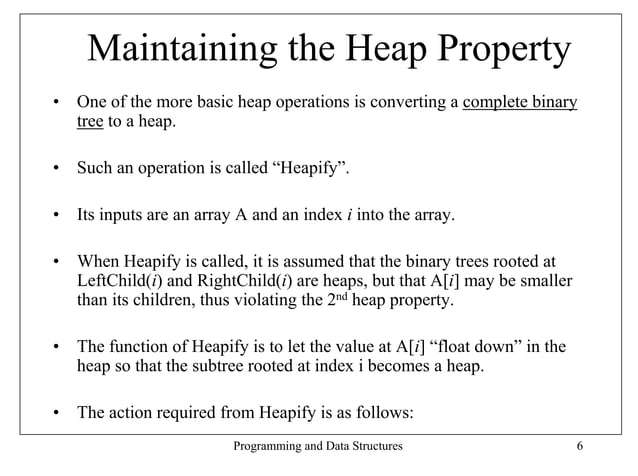 Maintaining the Heap Property
• One of the more basic heap operations is converting a complete binary
tree to a heap.
• Such an operation is called “Heapify”.
• Its inputs are an array A and an index i into the array.
• When Heapify is called, it is assumed that the binary trees rooted at
LeftChild(i) and RightChild(i) are heaps, but that A[i] may be smaller
than its children, thus violating the 2nd heap property.
• The function of Heapify is to let the value at A[i] “float down” in the
heap so that the subtree rooted at index i becomes a heap.
• The action required from Heapify is as follows:
Programming and Data Structures 6